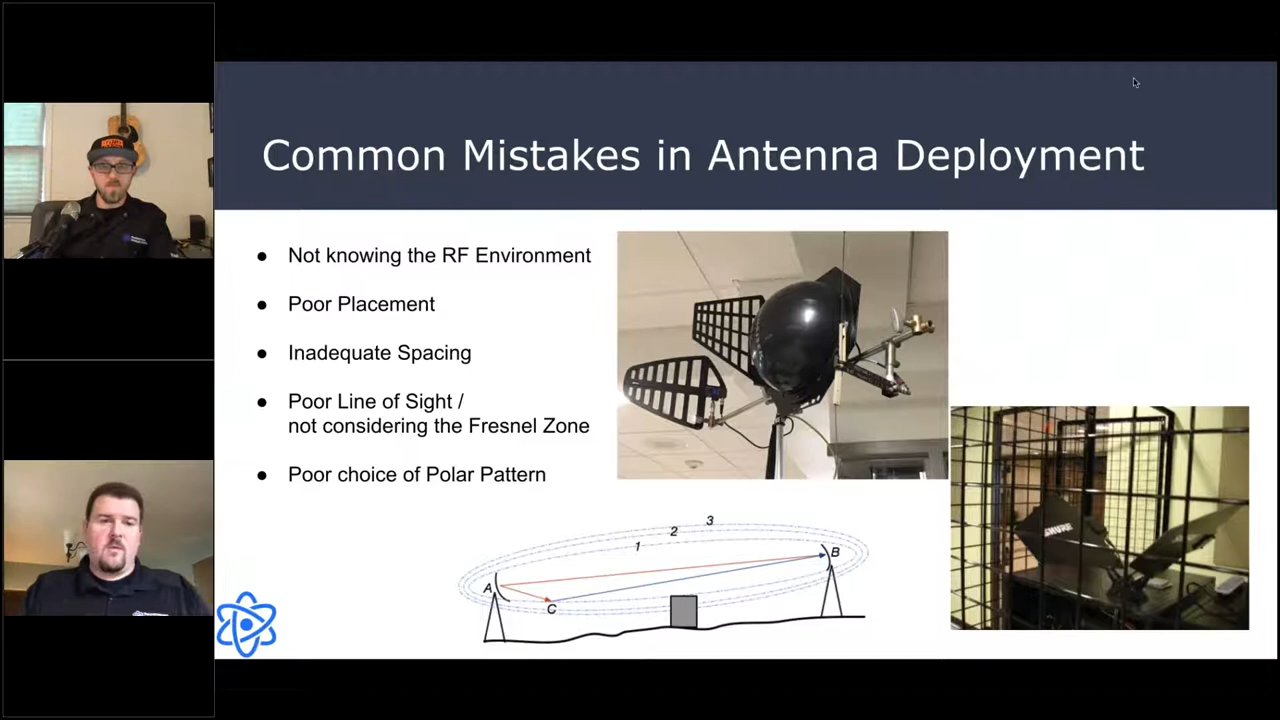 Common Mistakes in Antenna Deployment
● Not knowing the RF Environment
● Poor Placement
● Inadequate Spacing
● Poor Line of Sight /
not considering the Fresnel Zone
● Poor choice of Polar Pattern
SHURE
3
2
1
A
B
C